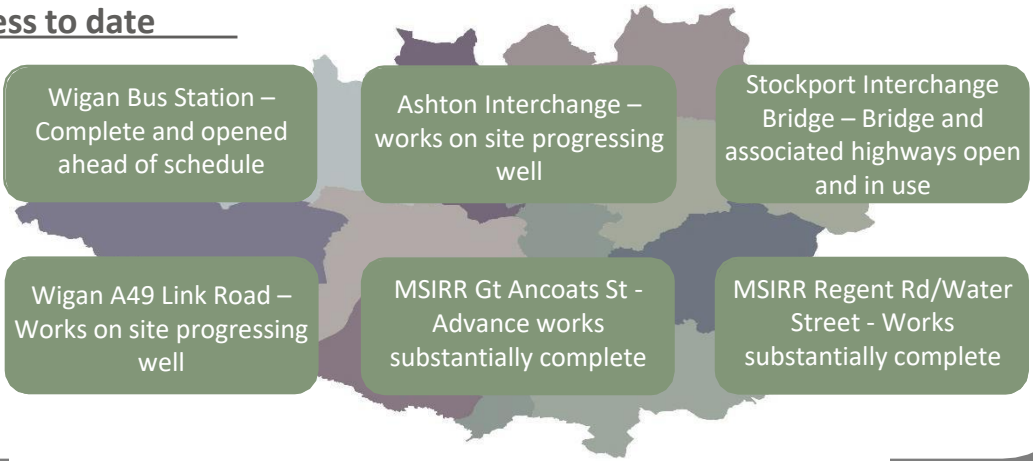 ess to date
Wigan Bus Station –
Complete and opened
ahead of schedule
Ashton Interchange –
works on site progressing
well
Stockport Interchange
Bridge – Bridge and
associated highways open
and in use
Wigan A49 Link Road –
Works on site progressing
well
MSIRR Gt Ancoats St -
Advance works
substantially complete
MSIRR Regent Rd/Water
Street - Works
substantially complete